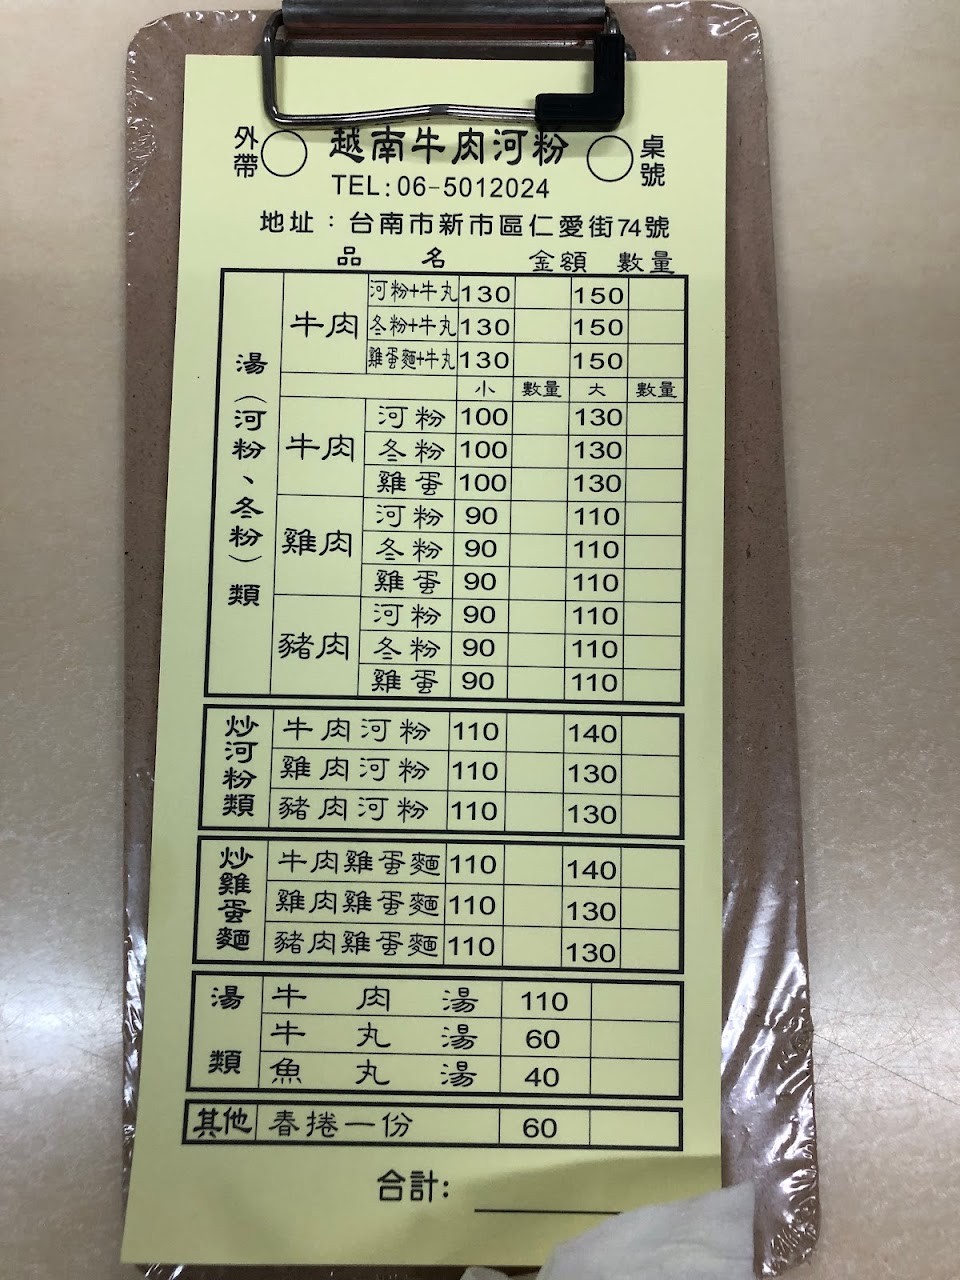 外帶 越南牛肉河粉 桌號
TEL:06-5012024
地址：台南市新市區仁愛街74號
品 名 金額 數量
湯（河粉、冬粉）類
牛肉 河粉+牛丸 130 150
冬粉+牛丸 130 150
雞蛋麵+牛丸 130 150
小 數量 大 數量
牛肉 河粉 100 130
冬粉 100 130
雞蛋 100 130
雞肉 河粉 90 110
冬粉 90 110
雞蛋 90 110
豬肉 河粉 90 110
冬粉 90 110
雞蛋 90 110
炒河粉類
牛肉河粉 110 140
雞肉河粉 110 130
豬肉河粉 110 130
炒雞蛋麵
牛肉雞蛋麵 110 140
雞肉雞蛋麵 110 130
豬肉雞蛋麵 110 130
湯類
牛肉湯 110
牛丸湯 60
魚丸湯 40
其他 春捲一份 60
合計: